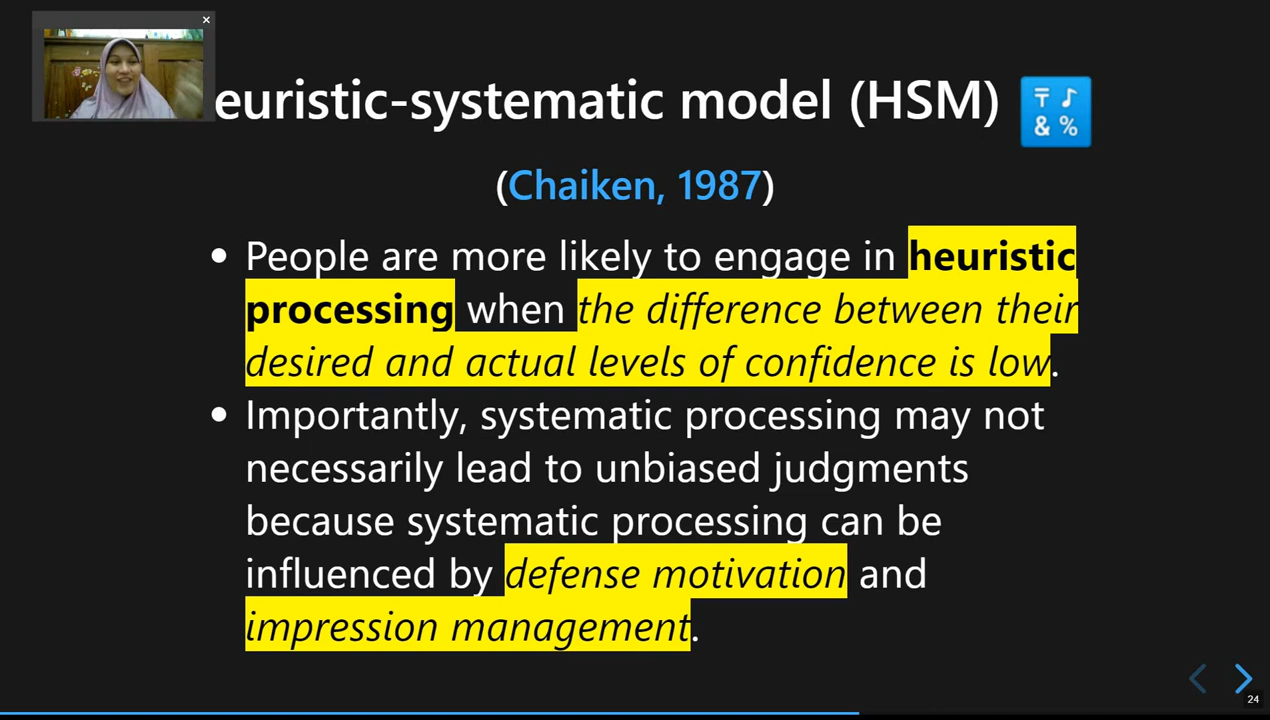 euristic-systematic model (HSM)
(Chaiken, 1987)
• People are more likely to engage in heuristic
processing when the difference between their
desired and actual levels of confidence is low.
• Importantly, systematic processing may not
necessarily lead to unbiased judgments
because systematic processing can be
influenced by defense motivation and
impression management.
24